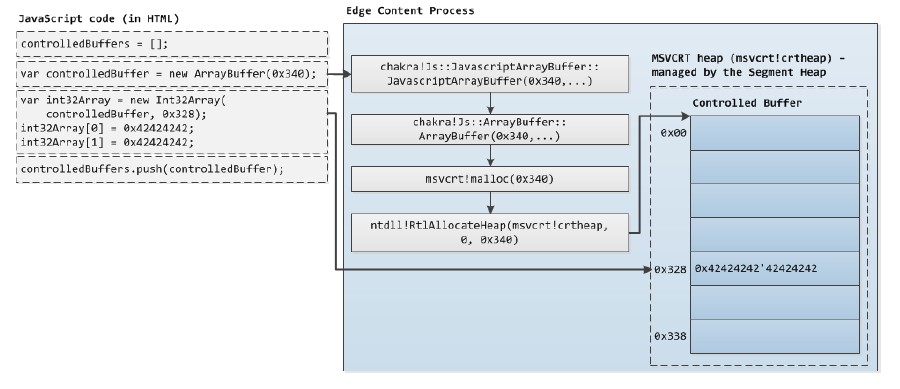 JavaScript code (in HTML)
controlledBuffers = [];
var controlledBuffer = new ArrayBuffer(0x340);
var int32Array = new Int32Array(
controlledBuffer, 0x328);
int32Array[0] = 0x42424242;
int32Array[1] = 0x42424242;
controlledBuffers.push(controlledBuffer);
Edge Content Process
chakra!Js::JavascriptArrayBuffer::
JavascriptArrayBuffer(0x340,...)
chakra!Js::ArrayBuffer::
ArrayBuffer(0x340,...)
msvcrt!malloc(0x340)
ntdll!RtlAllocateHeap(msvcrt!crtheap,
0, 0x340)
MSVCRT heap (msvcrt!crtheap) –
managed by the Segment Heap
Controlled Buffer
0x00
0x328 0x42424242'42424242
0x338